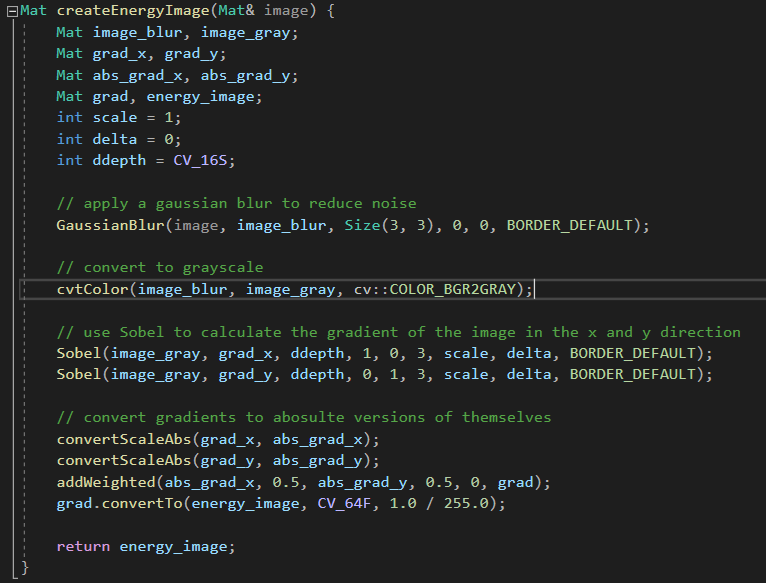 Mat createEnergyImage(Mat& image) {
Mat image_blur, image_gray;
Mat grad_x, grad_y;
Mat abs_grad_x, abs_grad_y;
Mat grad, energy_image;
int scale = 1;
int delta = 0;
int ddepth = CV_16S;
// apply a gaussian blur to reduce noise
GaussianBlur(image, image_blur, Size(3, 3), 0, 0, BORDER_DEFAULT);
// convert to grayscale
cvtColor(image_blur, image_gray, cv::COLOR_BGR2GRAY);
// use Sobel to calculate the gradient of the image in the x and y direction
Sobel(image_gray, grad_x, ddepth, 1, 0, 3, scale, delta, BORDER_DEFAULT);
Sobel(image_gray, grad_y, ddepth, 0, 1, 3, scale, delta, BORDER_DEFAULT);
// convert gradients to abosulte versions of themselves
convertScaleAbs(grad_x, abs_grad_x);
convertScaleAbs(grad_y, abs_grad_y);
addWeighted(abs_grad_x, 0.5, abs_grad_y, 0.5, 0, grad);
grad.convertTo(energy_image, CV_64F, 1.0 / 255.0);
return energy_image;
}